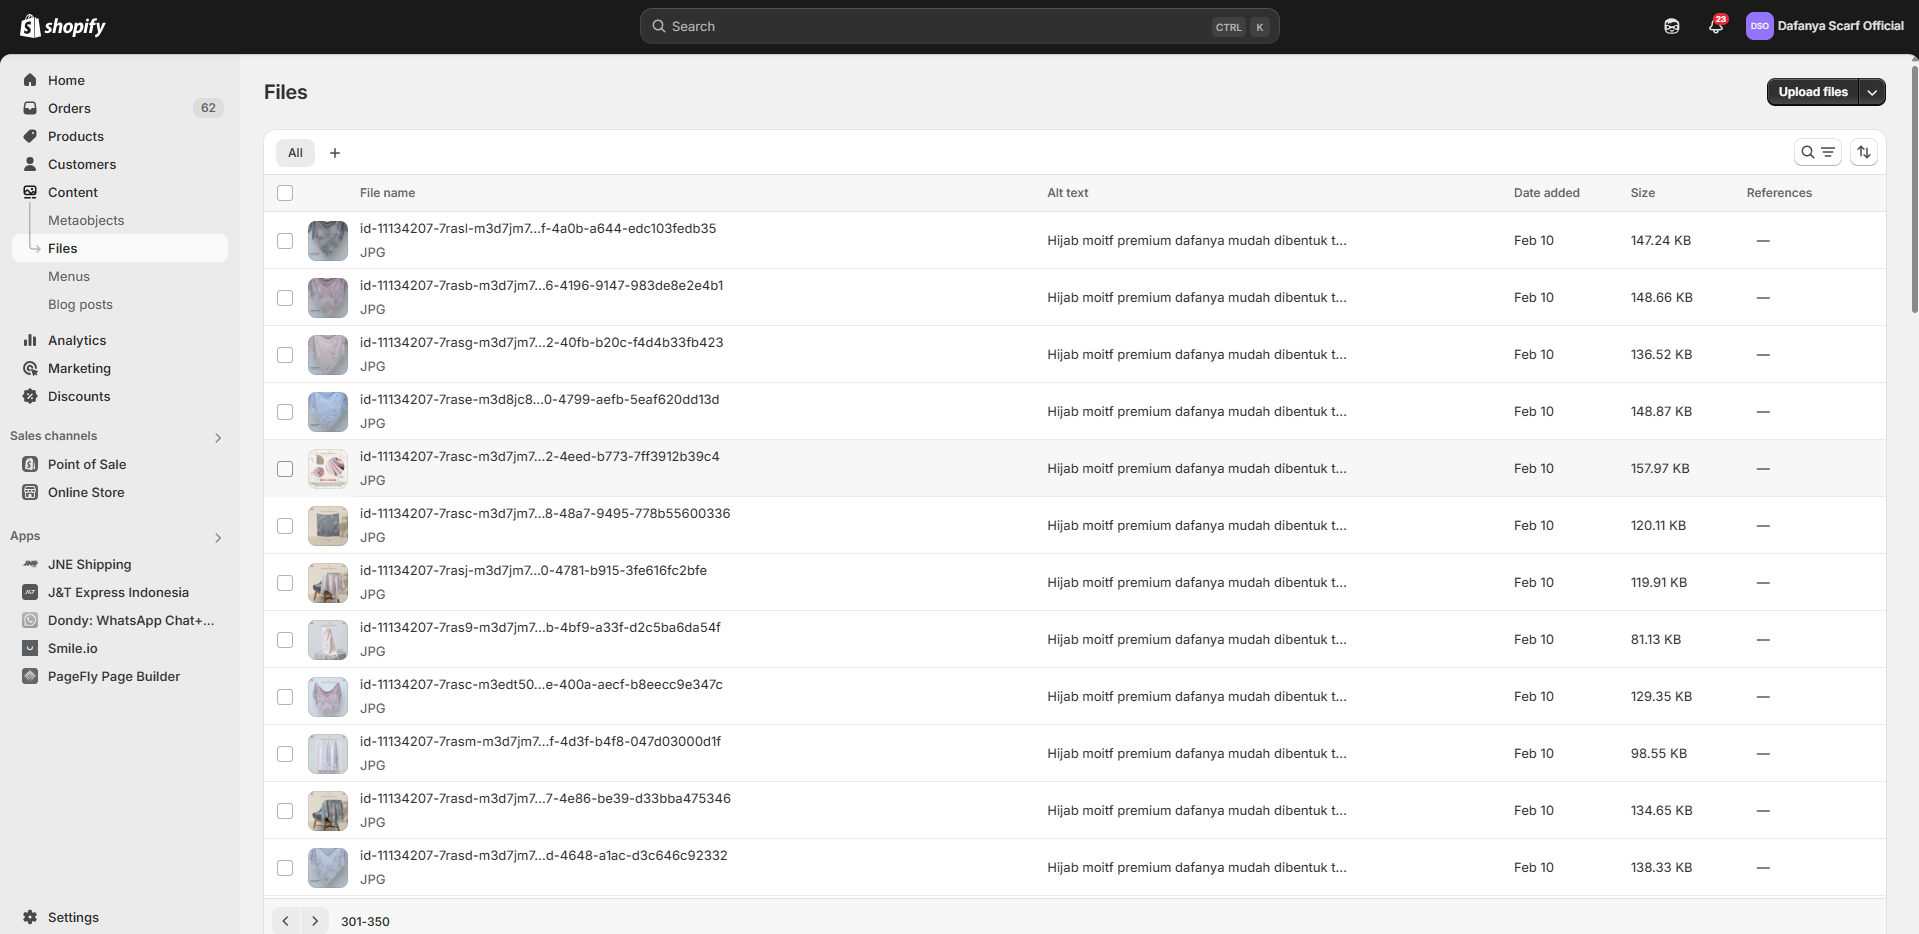 shopify
Search
CTRL K
23
DSO
Dafanya Scarf Official
Home
Orders
62
Products
Customers
Content
Metaobjects
Files
Menus
Blog posts
Analytics
Marketing
Discounts
Sales channels
Point of Sale
Online Store
Apps
JNE Shipping
J&T Express Indonesia
Dondy: WhatsApp Chat+...
Smile.io
PageFly Page Builder
Settings
Files
Upload files
All
File name Alt text Date added Size References
id-11134207-7rasl-m3d7jm7...f-4a0b-a644-edc103fedb35
JPG
Hijab moitf premium dafanya mudah dibentuk t... Feb 10 147.24 KB —
id-11134207-7rasb-m3d7jm7...6-4196-9147-983de8e2e4b1
JPG
Hijab moitf premium dafanya mudah dibentuk t... Feb 10 148.66 KB —
id-11134207-7rasg-m3d7jm7...2-40fb-b20c-f4d4b33fb423
JPG
Hijab moitf premium dafanya mudah dibentuk t... Feb 10 136.52 KB —
id-11134207-7rase-m3d8jc8...0-4799-aefb-5eaf620dd13d
JPG
Hijab moitf premium dafanya mudah dibentuk t... Feb 10 148.87 KB —
id-11134207-7rasc-m3d7jm7...2-4eed-b773-7ff3912b39c4
JPG
Hijab moitf premium dafanya mudah dibentuk t... Feb 10 157.97 KB —
id-11134207-7rasc-m3d7jm7...8-48a7-9495-778b55600336
JPG
Hijab moitf premium dafanya mudah dibentuk t... Feb 10 120.11 KB —
id-11134207-7rasj-m3d7jm7...0-4781-b915-3fe616fc2bfe
JPG
Hijab moitf premium dafanya mudah dibentuk t... Feb 10 119.91 KB —
id-11134207-7ras9-m3d7jm7...b-4bf9-a33f-d2c5ba6da54f
JPG
Hijab moitf premium dafanya mudah dibentuk t... Feb 10 81.13 KB —
id-11134207-7rasc-m3edt50...e-400a-aecf-b8eecc9e347c
JPG
Hijab moitf premium dafanya mudah dibentuk t... Feb 10 129.35 KB —
id-11134207-7rasm-m3d7jm7...f-4d3f-b4f8-047d03000d1f
JPG
Hijab moitf premium dafanya mudah dibentuk t... Feb 10 98.55 KB —
id-11134207-7rasd-m3d7jm7...7-4e86-be39-d33bba475346
JPG
Hijab moitf premium dafanya mudah dibentuk t... Feb 10 134.65 KB —
id-11134207-7rasd-m3d7jm7...d-4648-a1ac-d3c646c92332
JPG
Hijab moitf premium dafanya mudah dibentuk t... Feb 10 138.33 KB —
301-350